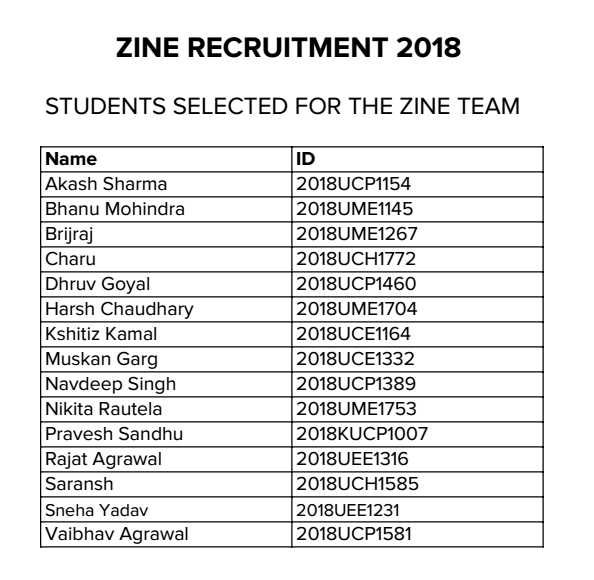 ZINE RECRUITMENT 2018
STUDENTS SELECTED FOR THE ZINE TEAM
Name ID
Akash Sharma 2018UCP1154
Bhanu Mohindra 2018UME1145
Brijraj 2018UME1267
Charu 2018UCH1772
Dhruv Goyal 2018UCP1460
Harsh Chaudhary 2018UME1704
Kshitiz Kamal 2018UCE1164
Muskan Garg 2018UCE1332
Navdeep Singh 2018UCP1389
Nikita Rautela 2018UME1753
Pravesh Sandhu 2018KUCP1007
Rajat Agrawal 2018UEE1316
Saransh 2018UCH1585
Sneha Yadav 2018UEE1231
Vaibhav Agrawal 2018UCP1581